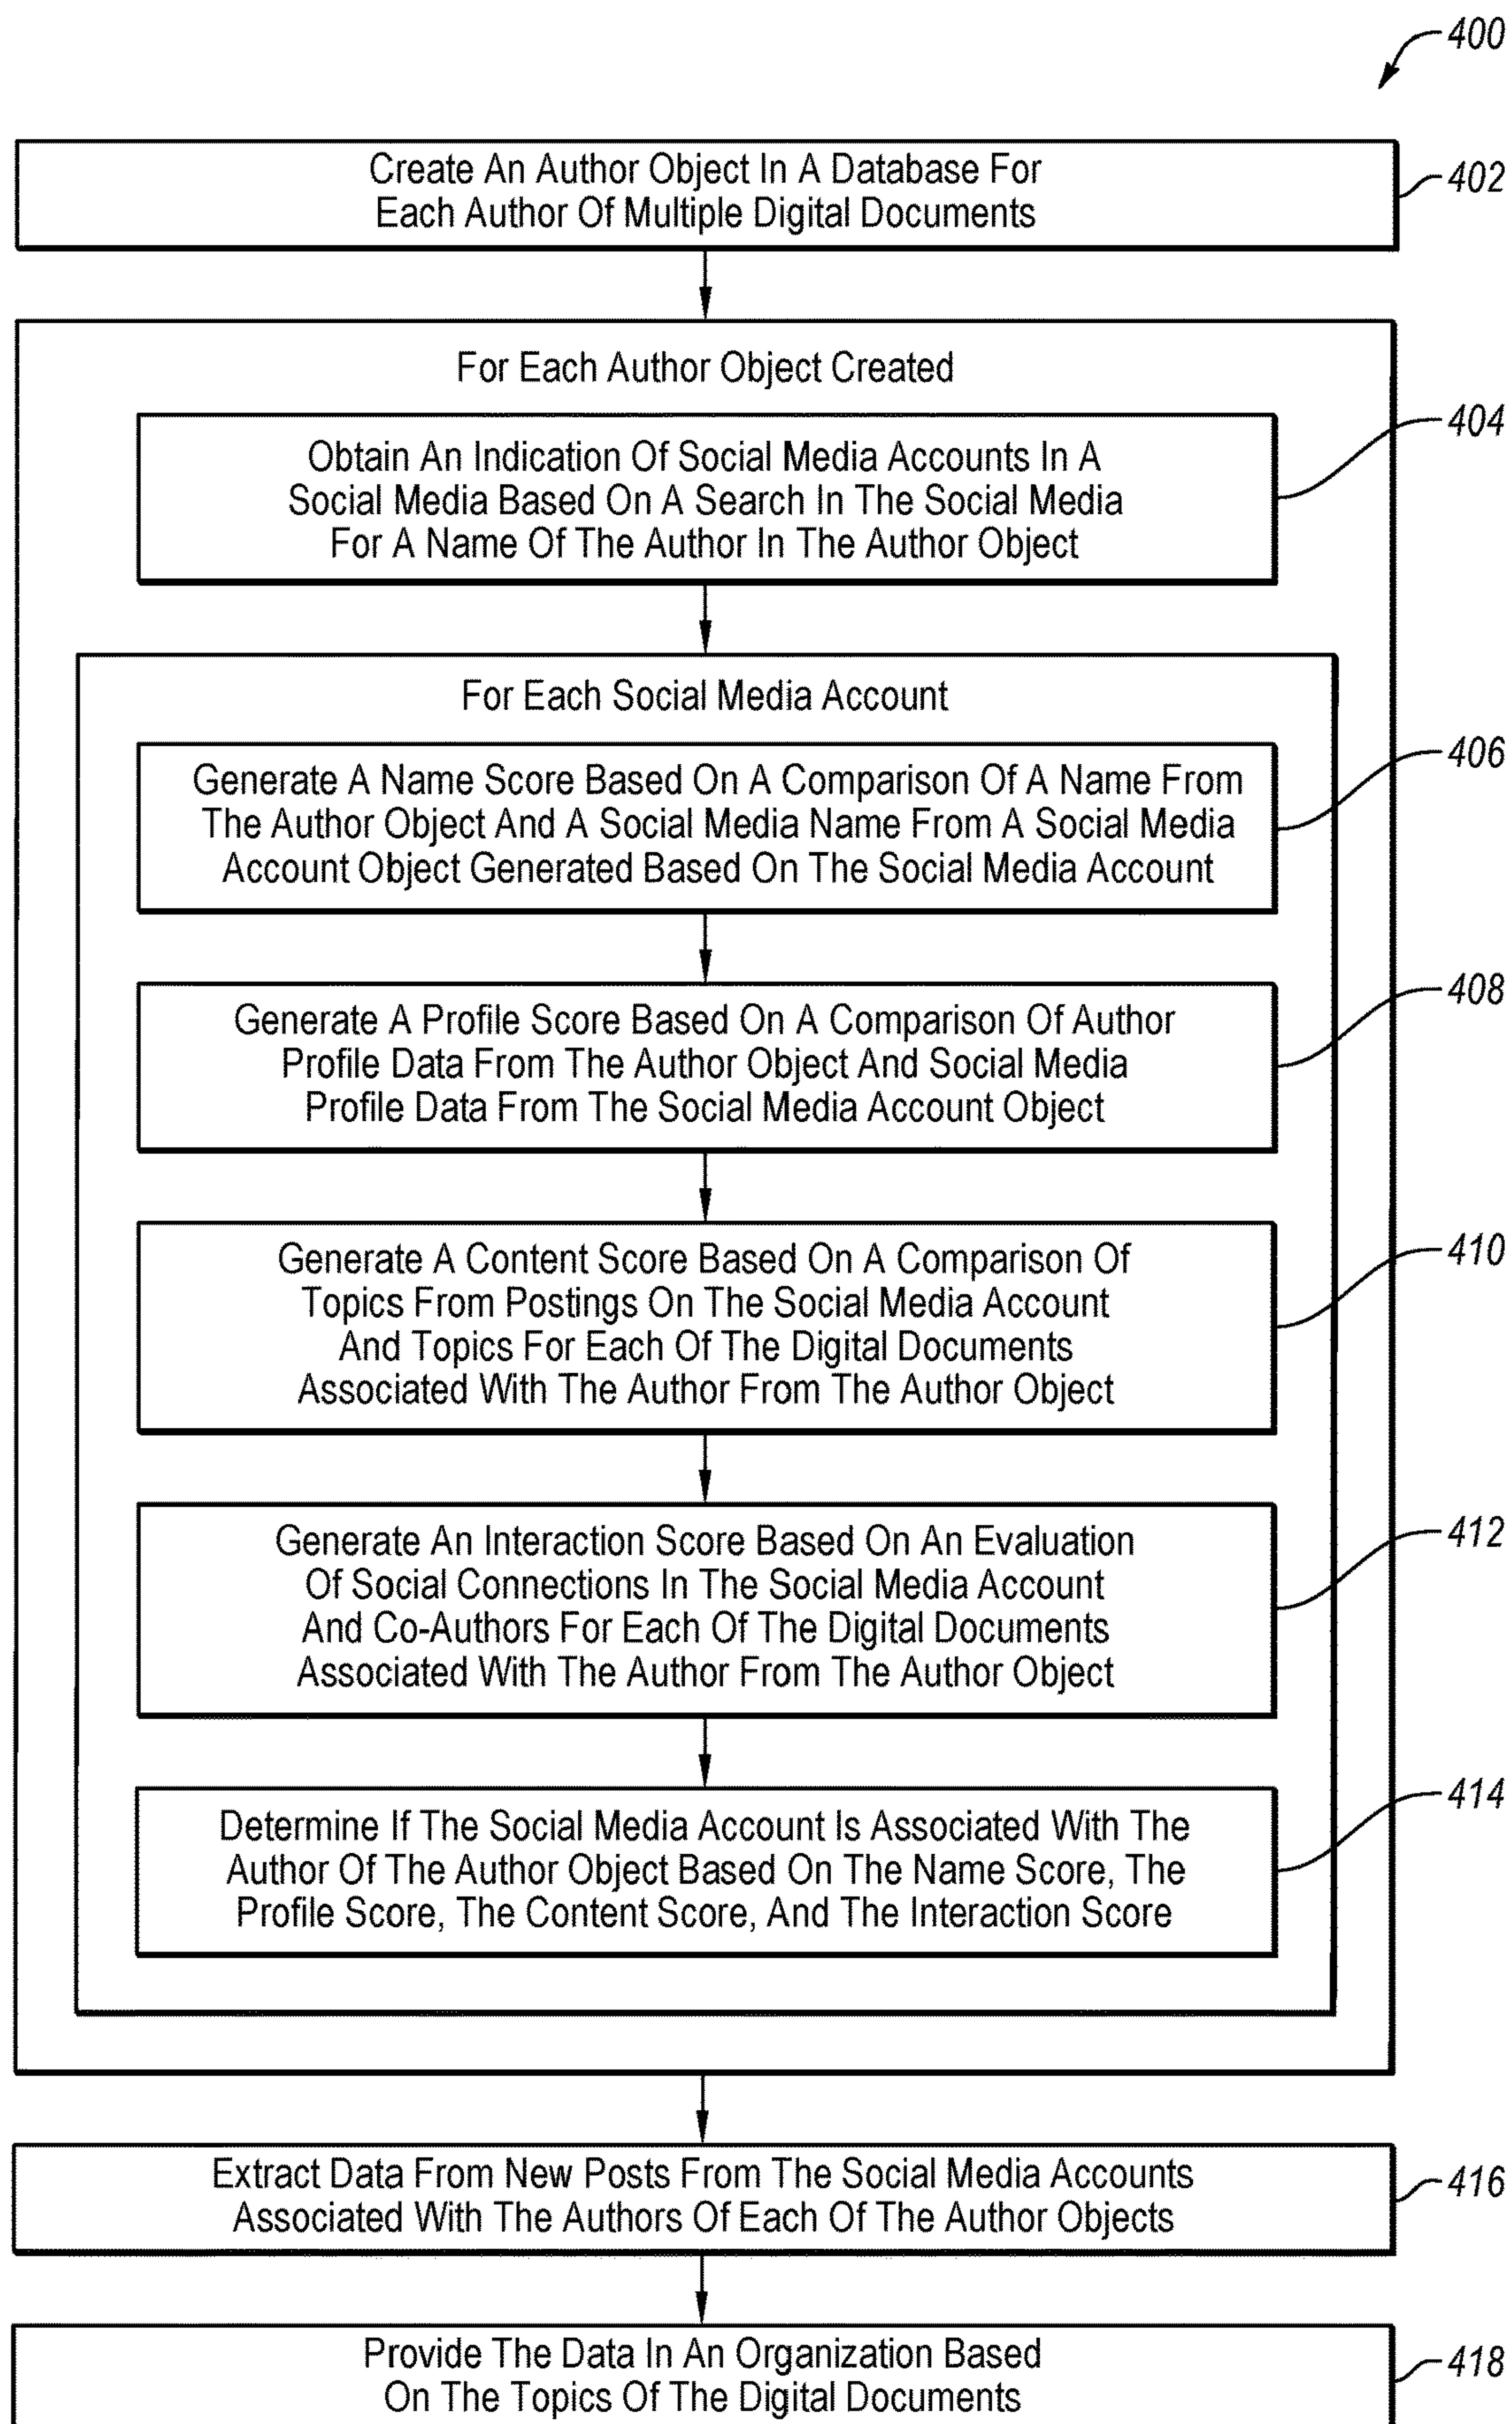 400
Create An Author Object In A Database For
Each Author Of Multiple Digital Documents
402
For Each Author Object Created
Obtain An Indication Of Social Media Accounts In A
Social Media Based On A Search In The Social Media
For A Name Of The Author In The Author Object
404
For Each Social Media Account
Generate A Name Score Based On A Comparison Of A Name From
The Author Object And A Social Media Name From A Social Media
Account Object Generated Based On The Social Media Account
406
Generate A Profile Score Based On A Comparison Of Author
Profile Data From The Author Object And Social Media
Profile Data From The Social Media Account Object
408
Generate A Content Score Based On A Comparison Of
Topics From Postings On The Social Media Account
And Topics For Each Of The Digital Documents
Associated With The Author From The Author Object
410
Generate An Interaction Score Based On An Evaluation
Of Social Connections In The Social Media Account
And Co-Authors For Each Of The Digital Documents
Associated With The Author From The Author Object
412
Determine If The Social Media Account Is Associated With The
Author Of The Author Object Based On The Name Score, The
Profile Score, The Content Score, And The Interaction Score
414
Extract Data From New Posts From The Social Media Accounts
Associated With The Authors Of Each Of The Author Objects
416
Provide The Data In An Organization Based
On The Topics Of The Digital Documents
418